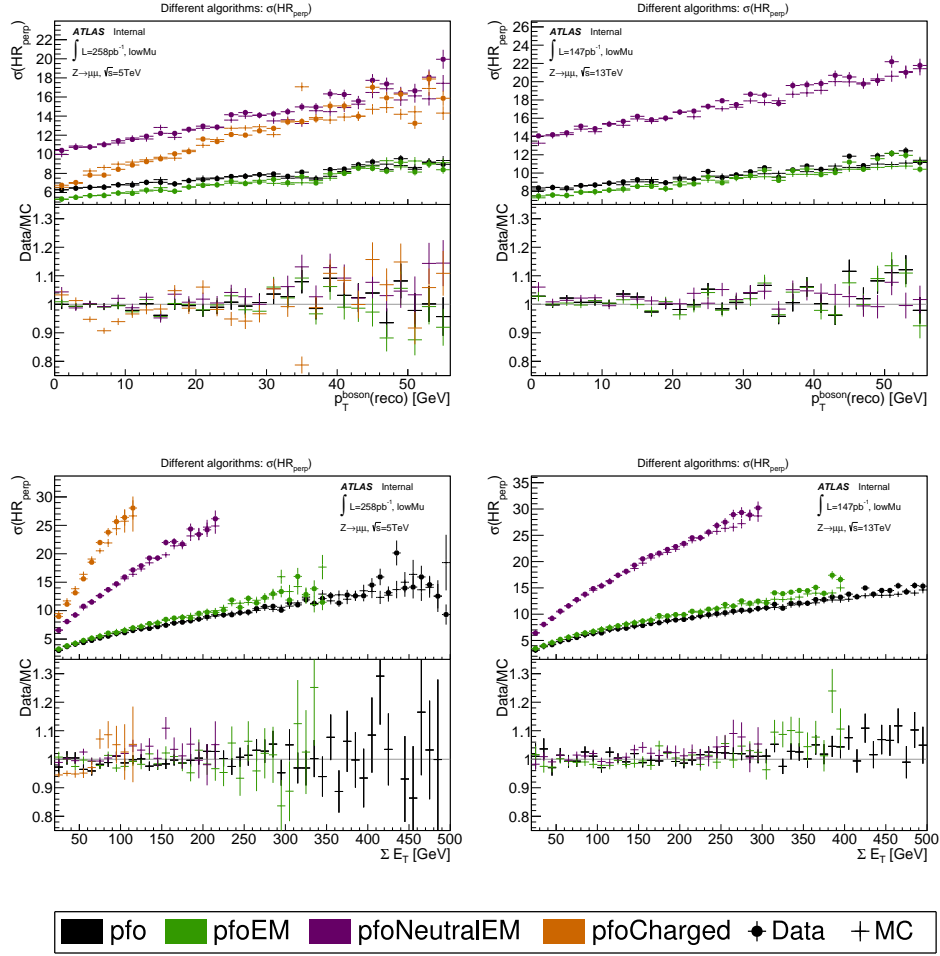 Different algorithms: σ(HR_perp)
σ(HR_perp)
22
20
18
16
14
12
10
8
6
ATLAS Internal
∫ L=258pb⁻¹, lowMu
Z→μμ, √s=5TeV
Data/MC
1.3
1.2
1.1
1
0.9
0.8
0 10 20 30 40 50
p_T^boson(reco) [GeV]
Different algorithms: σ(HR_perp)
σ(HR_perp)
24
22
20
18
16
14
12
10
8
ATLAS Internal
∫ L=147pb⁻¹, lowMu
Z→μμ, √s=13TeV
Data/MC
1.3
1.2
1.1
1
0.9
0.8
0 10 20 30 40 50
p_T^boson(reco) [GeV]
Different algorithms: σ(HR_perp)
σ(HR_perp)
30
25
20
15
10
5
ATLAS Internal
∫ L=258pb⁻¹, lowMu
Z→μμ, √s=5TeV
Data/MC
1.3
1.2
1.1
1
0.9
0.8
50 100 150 200 250 300 350 400 450 500
Σ E_T [GeV]
Different algorithms: σ(HR_perp)
σ(HR_perp)
35
30
25
20
15
10
5
ATLAS Internal
∫ L=147pb⁻¹, lowMu
Z→μμ, √s=13TeV
Data/MC
1.3
1.2
1.1
1
0.9
0.8
50 100 150 200 250 300 350 400 450 500
Σ E_T [GeV]
pfo pfoEM pfoNeutralEM pfoCharged Data MC